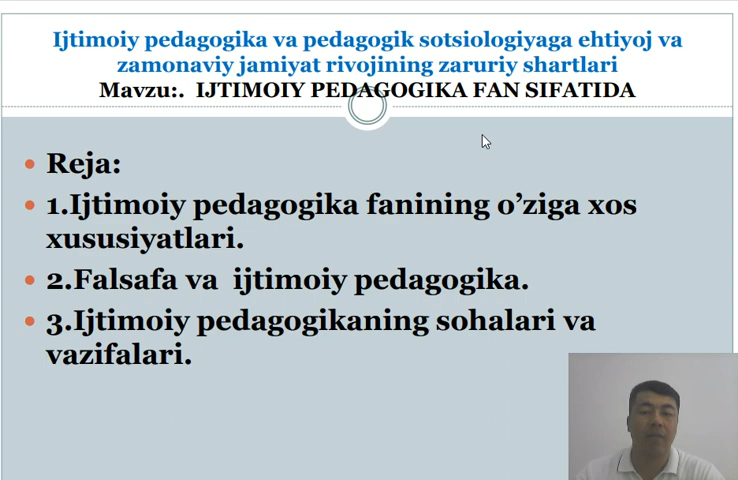 Ijtimoiy pedagogika va pedagogik sotsiologiyaga ehtiyoj va
zamonaviy jamiyat rivojining zaruriy shartlari
Mavzu:. IJTIMOIY PEDAGOGIKA FAN SIFATIDA
Reja:
1.Ijtimoiy pedagogika fanining o’ziga xos
xususiyatlari.
2.Falsafa va ijtimoiy pedagogika.
3.Ijtimoiy pedagogikaning sohalari va
vazifalari.